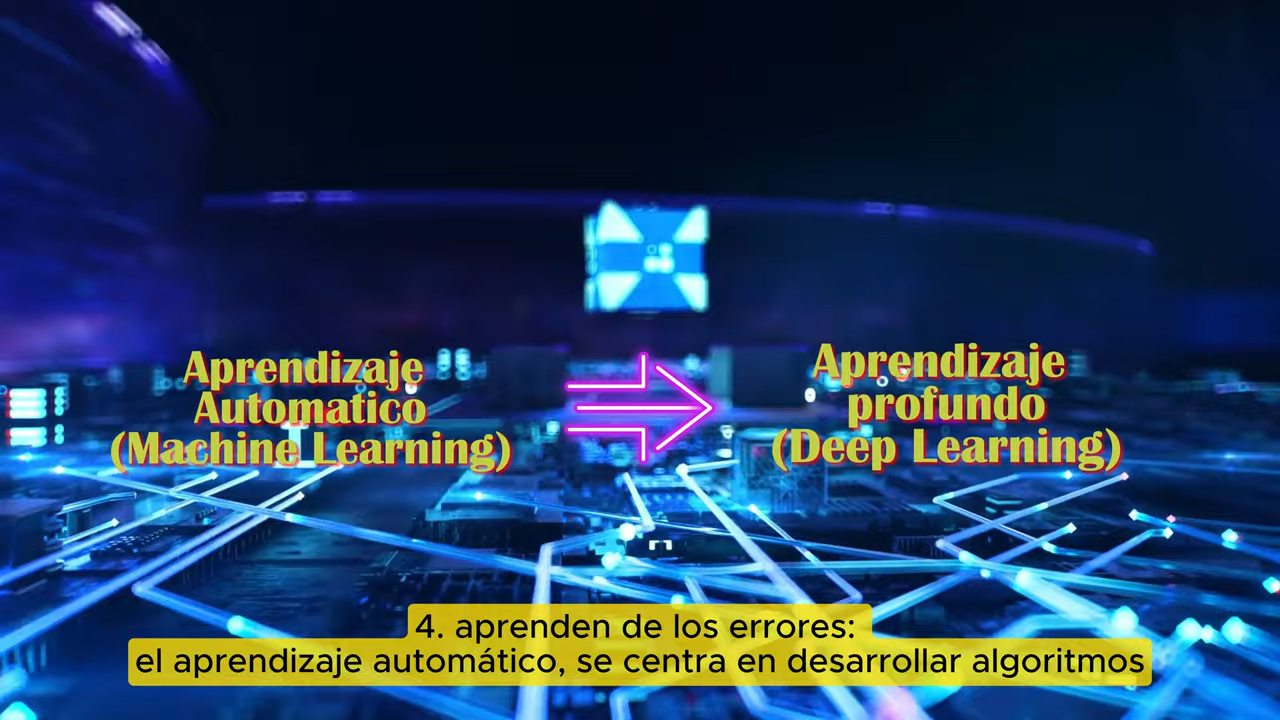 Aprendizaje
Automatico
(Machine Learning)
Aprendizaje
profundo
(Deep Learning)
4. aprenden de los errores:
el aprendizaje automático, se centra en desarrollar algoritmos